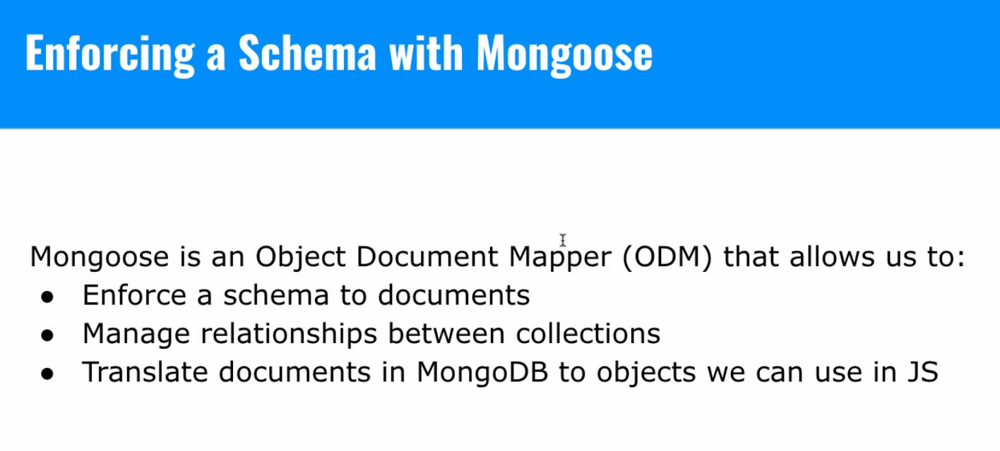 Enforcing a Schema with Mongoose
Mongoose is an Object Document Mapper (ODM) that allows us to:
● Enforce a schema to documents
● Manage relationships between collections
● Translate documents in MongoDB to objects we can use in JS